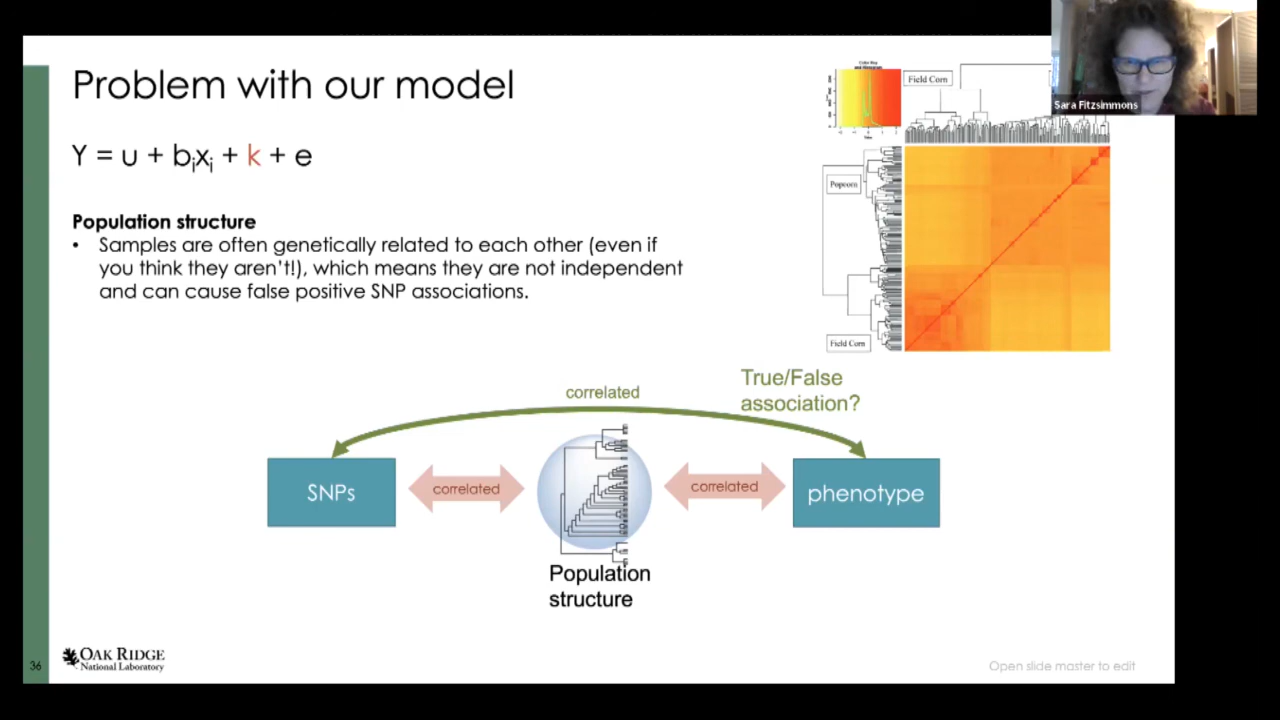 Problem with our model
Y = u + bixi + k + e
Population structure
• Samples are often genetically related to each other (even if
you think they aren't!), which means they are not independent
and can cause false positive SNP associations.
Field Corn
Popcorn
Field Corn
Sara Fitzsimmons
True/False
association?
correlated
SNPs
correlated
correlated
phenotype
Population
structure
36
OAK RIDGE
National Laboratory
Open slide master to edit